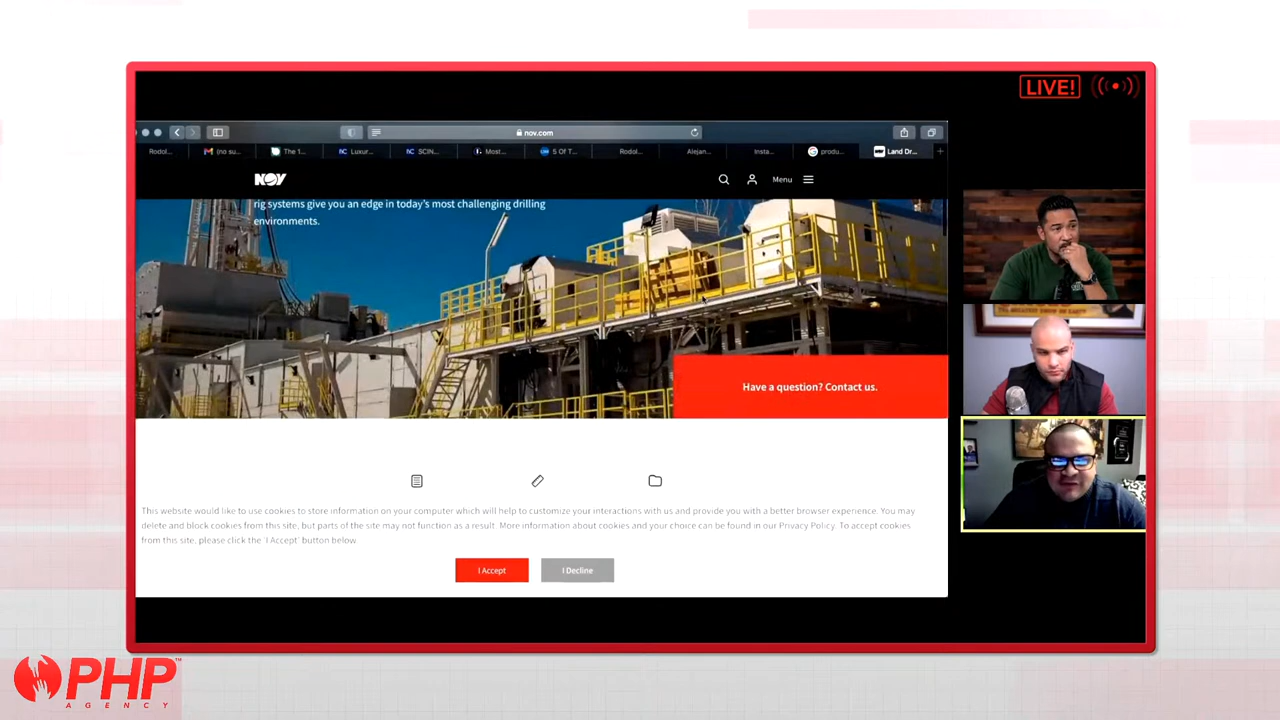 LIVE!
nov.com
Rodol...
(no su...
The 1...
Luxur...
SCIN...
Most...
5 Of T...
Rodol...
Alejan...
Insta...
produ...
Land Dr...
NOV
Menu
rig systems give you an edge in today's most challenging drilling
environments.
Have a question? Contact us.
This website would like to use cookies to store information on your computer which will help to customize your interactions with us and provide you with a better browser experience. You may
delete and block cookies from this site, but parts of the site may not function as a result. More information about cookies and your choice can be found in our Privacy Policy. To accept cookies
from this site, please click the 'I Accept' button below
I Accept
I Decline
PHP™
AGENCY